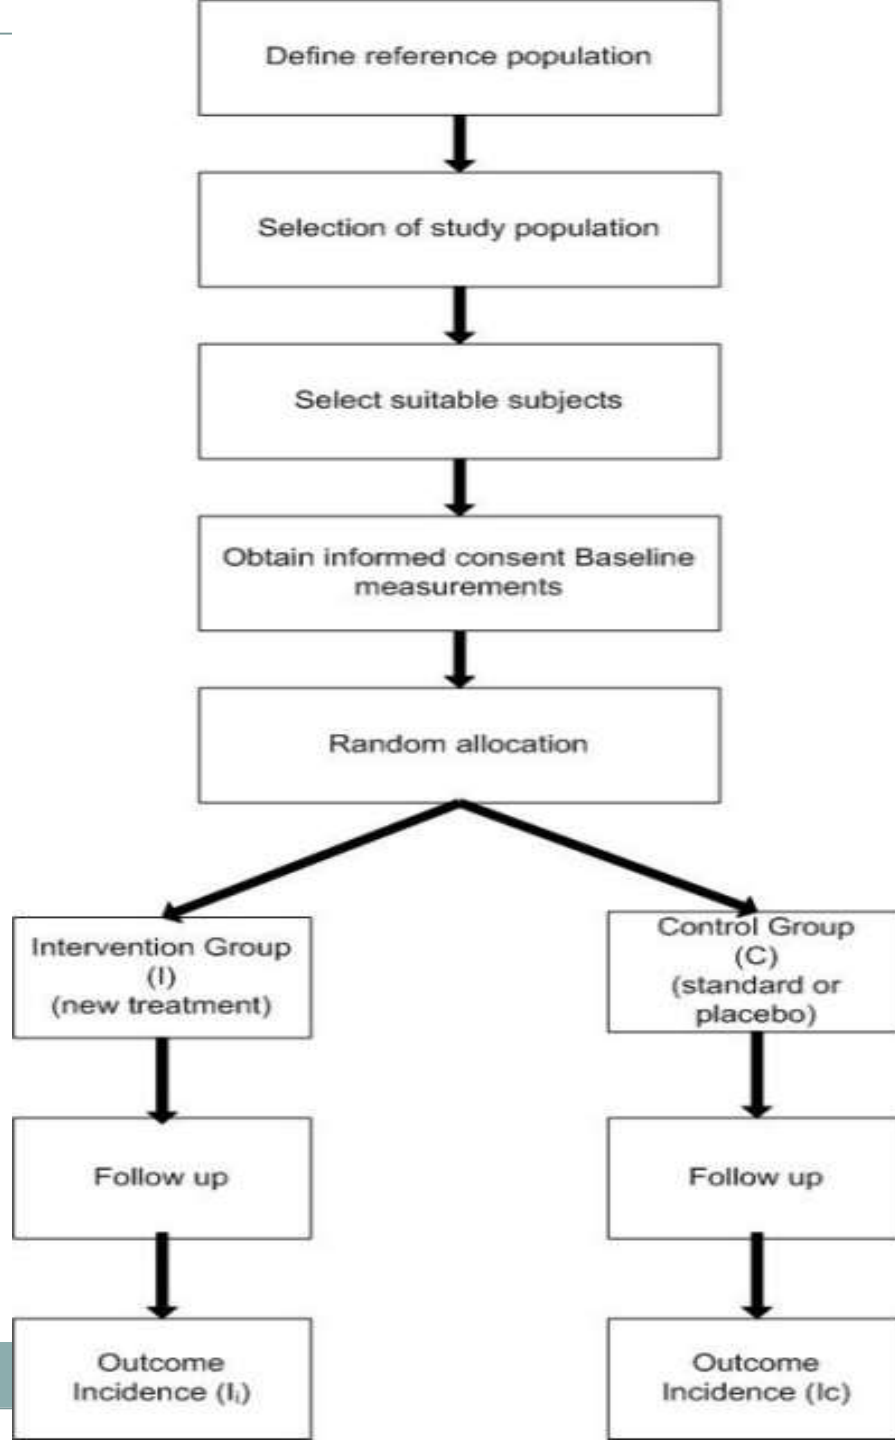 Define reference population
Selection of study population
Select suitable subjects
Obtain informed consent Baseline
measurements
Random allocation
Intervention Group
(I)
(new treatment)
Control Group
(C)
(standard or
placebo)
Follow up
Follow up
Outcome
Incidence (Iᵢ)
Outcome
Incidence (Ic)